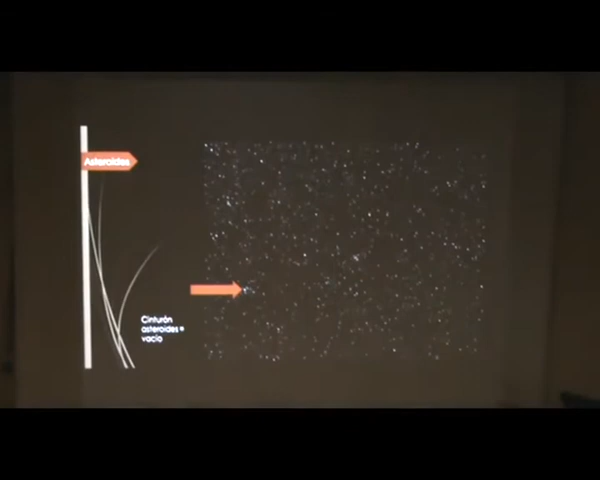 Asteroides
Cinturón
asteroides =
vacío